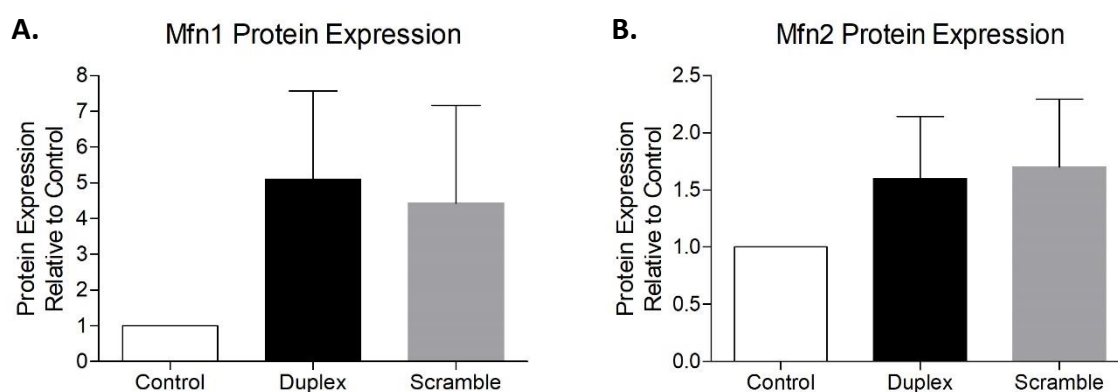 A.
Mfn1 Protein Expression
Protein Expression
Relative to Control
8
7
6
5
4
3
2
1
0
Control Duplex Scramble
B.
Mfn2 Protein Expression
Protein Expression
Relative to Control
2.5
2.0
1.5
1.0
0.5
0.0
Control Duplex Scramble